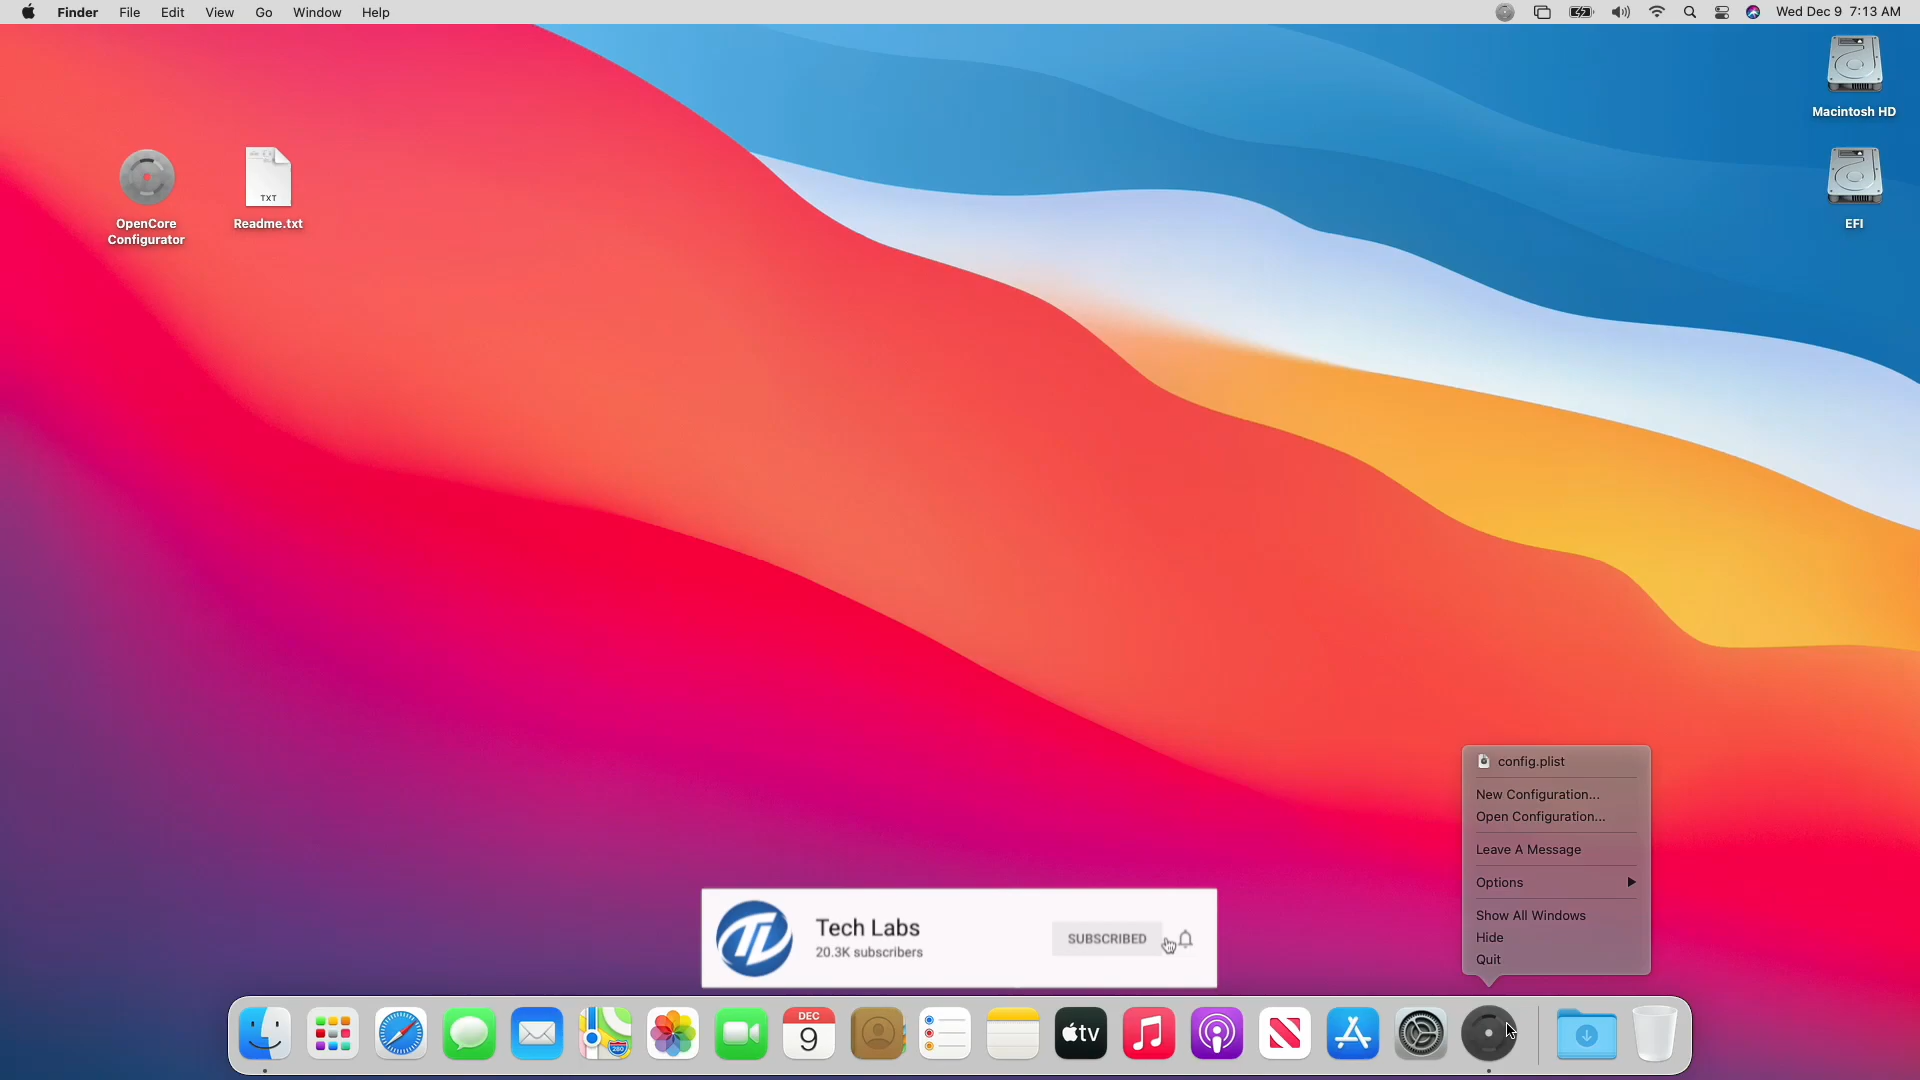 Finder File Edit View Go Window Help
Wed Dec 9 7:13 AM
Macintosh HD
EFI
TXT
OpenCore
Configurator
Readme.txt
config.plist
New Configuration...
Open Configuration...
Leave A Message
Options
Show All Windows
Hide
Quit
TL
Tech Labs
20.3K subscribers
SUBSCRIBED
DEC
9
tv
280